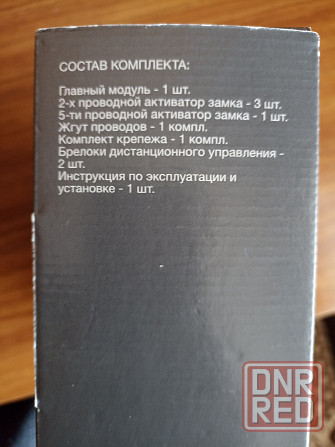 СОСТАВ КОМПЛЕКТА:
Главный модуль - 1 шт.
2-х проводной активатор замка - 3 шт.
5-ти проводной активатор замка - 1 шт.
Жгут проводов - 1 компл.
Комплект крепежа - 1 компл.
Брелоки дистанционного управления -
2 шт.
Инструкция по эксплуатации и
установке - 1 шт.
DNR
RED